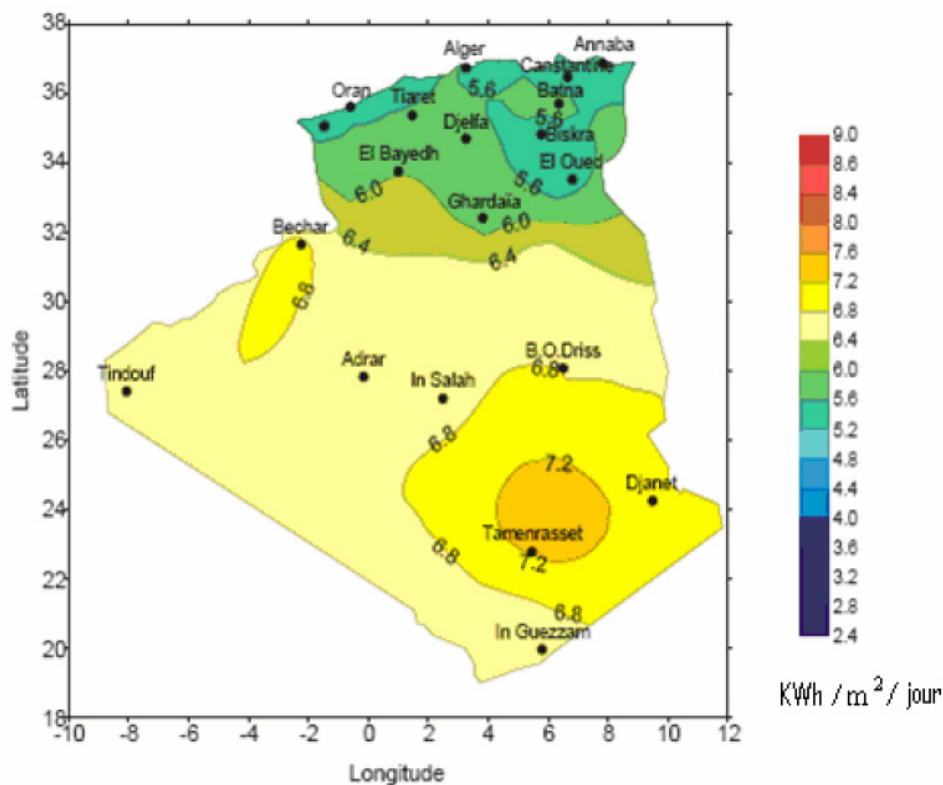 38
36
34
32
30
28
26
24
22
20
18
Latitude
-10 -8 -6 -4 -2 0 2 4 6 8 10 12
Longitude
Alger
Annaba
Canstantine
Oran
Tiaret
5.6
Batna
5.6
Djelfa
Biskra
El Bayedh
El Oued
5.6
6.0
Ghardaïa
6.0
Bechar
6.4
6.4
6.8
B.O.Driss
6.8
Tindouf
Adrar
In Salah
6.8
7.2
Djanet
Tamenrasset
7.2
6.8
6.8
In Guezzam
9.0
8.6
8.4
8.0
7.6
7.2
6.8
6.4
6.0
5.6
5.2
4.8
4.4
4.0
3.6
3.2
2.8
2.4
KWh / m² / jour